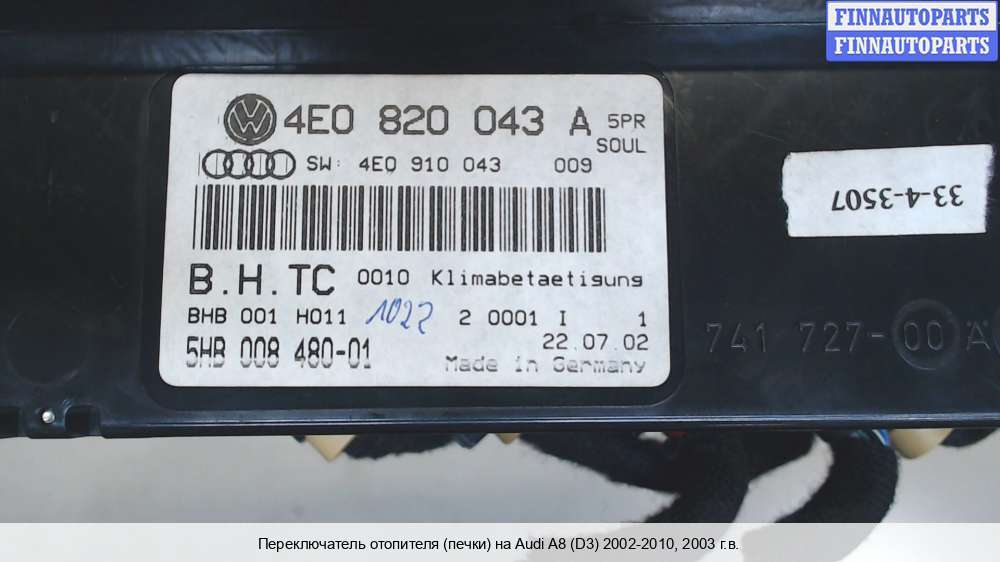 FINNAUTOPARTS
FINNAUTOPARTS
4E0 820 043 A 5PR
SOUL
SW: 4E0 910 043 009
B.H.TC 0010 Klimabetaetigung
BHB 001 H011 1022 2 0001 I 1
22.07.02
5HB 008 480-01 Made in Germany
33-4-3507
741 727-00 A
Переключатель отопителя (печки) на Audi A8 (D3) 2002-2010, 2003 г.в.